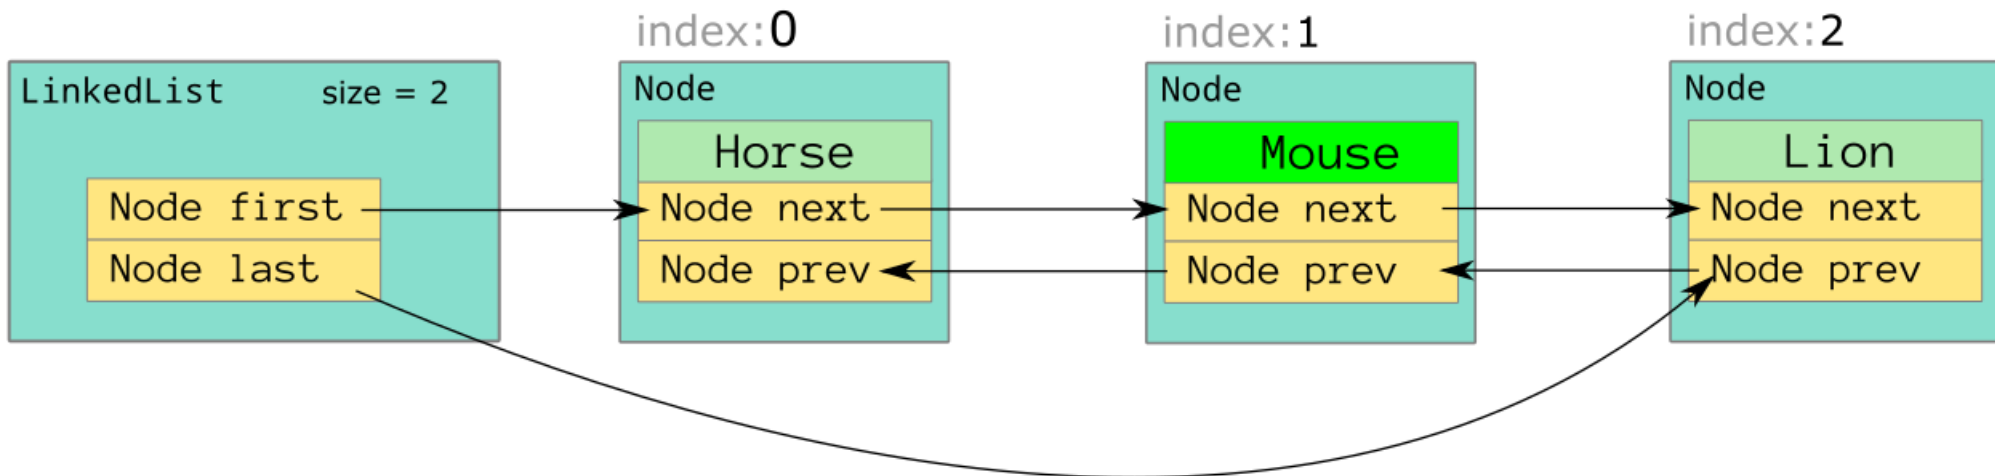 index:0
index:1
index:2
LinkedList size = 2
Node first
Node last
Node
Horse
Node next
Node prev
Node
Mouse
Node next
Node prev
Node
Lion
Node next
Node prev